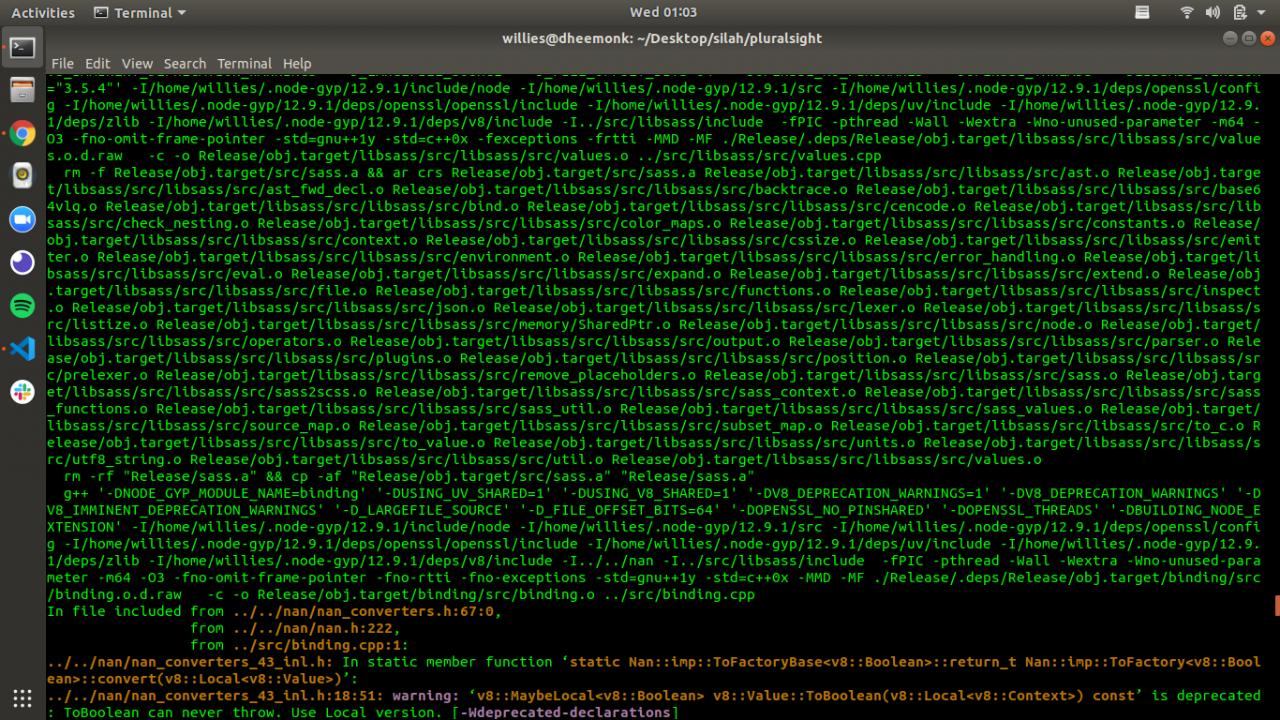 Activities Terminal Wed 01:03
willies@dheemonk: ~/Desktop/silah/pluralsight
File Edit View Search Terminal Help
="3.5.4"' -I/home/willies/.node-gyp/12.9.1/include/node -I/home/willies/.node-gyp/12.9.1/src -I/home/willies/.node-gyp/12.9.1/deps/openssl/confi
g -I/home/willies/.node-gyp/12.9.1/deps/openssl/openssl/include -I/home/willies/.node-gyp/12.9.1/deps/uv/include -I/home/willies/.node-gyp/12.9.
1/deps/zlib -I/home/willies/.node-gyp/12.9.1/deps/v8/include -I../src/libsass/include  -fPIC -pthread -Wall -Wextra -Wno-unused-parameter -m64 -
O3 -fno-omit-frame-pointer -std=gnu++1y -std=c++0x -fexceptions -frtti -MMD -MF ./Release/.deps/Release/obj.target/libsass/src/libsass/src/value
s.o.d.raw   -c -o Release/obj.target/libsass/src/libsass/src/values.o ../src/libsass/src/values.cpp
rm -f Release/obj.target/src/sass.a && ar crs Release/obj.target/src/sass.a Release/obj.target/libsass/src/libsass/src/ast.o Release/obj.targe
t/libsass/src/libsass/src/ast_fwd_decl.o Release/obj.target/libsass/src/libsass/src/backtrace.o Release/obj.target/libsass/src/libsass/src/base6
4vlq.o Release/obj.target/libsass/src/libsass/src/bind.o Release/obj.target/libsass/src/libsass/src/cencode.o Release/obj.target/libsass/src/lib
sass/src/check_nesting.o Release/obj.target/libsass/src/libsass/src/color_maps.o Release/obj.target/libsass/src/libsass/src/constants.o Release/
obj.target/libsass/src/libsass/src/context.o Release/obj.target/libsass/src/libsass/src/cssize.o Release/obj.target/libsass/src/libsass/src/emit
ter.o Release/obj.target/libsass/src/libsass/src/environment.o Release/obj.target/libsass/src/libsass/src/error_handling.o Release/obj.target/li
bsass/src/libsass/src/eval.o Release/obj.target/libsass/src/libsass/src/expand.o Release/obj.target/libsass/src/libsass/src/extend.o Release/obj
.target/libsass/src/libsass/src/file.o Release/obj.target/libsass/src/libsass/src/functions.o Release/obj.target/libsass/src/libsass/src/inspect
.o Release/obj.target/libsass/src/libsass/src/json.o Release/obj.target/libsass/src/libsass/src/lexer.o Release/obj.target/libsass/src/libsass/s
rc/listize.o Release/obj.target/libsass/src/libsass/src/memory/SharedPtr.o Release/obj.target/libsass/src/libsass/src/node.o Release/obj.target/
libsass/src/libsass/src/operators.o Release/obj.target/libsass/src/libsass/src/output.o Release/obj.target/libsass/src/libsass/src/parser.o Rele
ase/obj.target/libsass/src/libsass/src/plugins.o Release/obj.target/libsass/src/libsass/src/position.o Release/obj.target/libsass/src/libsass/sr
c/prelexer.o Release/obj.target/libsass/src/libsass/src/remove_placeholders.o Release/obj.target/libsass/src/libsass/src/sass.o Release/obj.targ
et/libsass/src/libsass/src/sass2scss.o Release/obj.target/libsass/src/libsass/src/sass_context.o Release/obj.target/libsass/src/libsass/src/sass
_functions.o Release/obj.target/libsass/src/libsass/src/sass_util.o Release/obj.target/libsass/src/libsass/src/sass_values.o Release/obj.target/
libsass/src/libsass/src/source_map.o Release/obj.target/libsass/src/libsass/src/subset_map.o Release/obj.target/libsass/src/libsass/src/to_c.o R
elease/obj.target/libsass/src/libsass/src/to_value.o Release/obj.target/libsass/src/libsass/src/units.o Release/obj.target/libsass/src/libsass/s
rc/utf8_string.o Release/obj.target/libsass/src/libsass/src/util.o Release/obj.target/libsass/src/libsass/src/values.o
rm -rf "Release/sass.a" && cp -af "Release/obj.target/src/sass.a" "Release/sass.a"
g++ '-DNODE_GYP_MODULE_NAME=binding' '-DUSING_UV_SHARED=1' '-DUSING_V8_SHARED=1' '-DV8_DEPRECATION_WARNINGS=1' '-DV8_DEPRECATION_WARNINGS' '-D
V8_IMMINENT_DEPRECATION_WARNINGS' '-D_LARGEFILE_SOURCE' '-D_FILE_OFFSET_BITS=64' '-DOPENSSL_NO_PINSHARED' '-DOPENSSL_THREADS' '-DBUILDING_NODE_E
XTENSION' -I/home/willies/.node-gyp/12.9.1/include/node -I/home/willies/.node-gyp/12.9.1/src -I/home/willies/.node-gyp/12.9.1/deps/openssl/confi
g -I/home/willies/.node-gyp/12.9.1/deps/openssl/openssl/include -I/home/willies/.node-gyp/12.9.1/deps/uv/include -I/home/willies/.node-gyp/12.9.
1/deps/zlib -I/home/willies/.node-gyp/12.9.1/deps/v8/include -I../../nan -I../src/libsass/include  -fPIC -pthread -Wall -Wextra -Wno-unused-para
meter -m64 -O3 -fno-omit-frame-pointer -fno-rtti -fno-exceptions -std=gnu++1y -std=c++0x -MMD -MF ./Release/.deps/Release/obj.target/binding/src
/binding.o.d.raw   -c -o Release/obj.target/binding/src/binding.o ../src/binding.cpp
In file included from ../../nan/nan_converters.h:67:0,
from ../../nan/nan.h:222,
from ../src/binding.cpp:1:
../../nan/nan_converters_43_inl.h: In static member function ‘static Nan::imp::ToFactoryBase<v8::Boolean>::return_t Nan::imp::ToFactory<v8::Bool
ean>::convert(v8::Local<v8::Value>)’:
../../nan/nan_converters_43_inl.h:18:51: warning: ‘v8::MaybeLocal<v8::Boolean> v8::Value::ToBoolean(v8::Local<v8::Context>) const’ is deprecated
: ToBoolean can never throw. Use Local version. [-Wdeprecated-declarations]